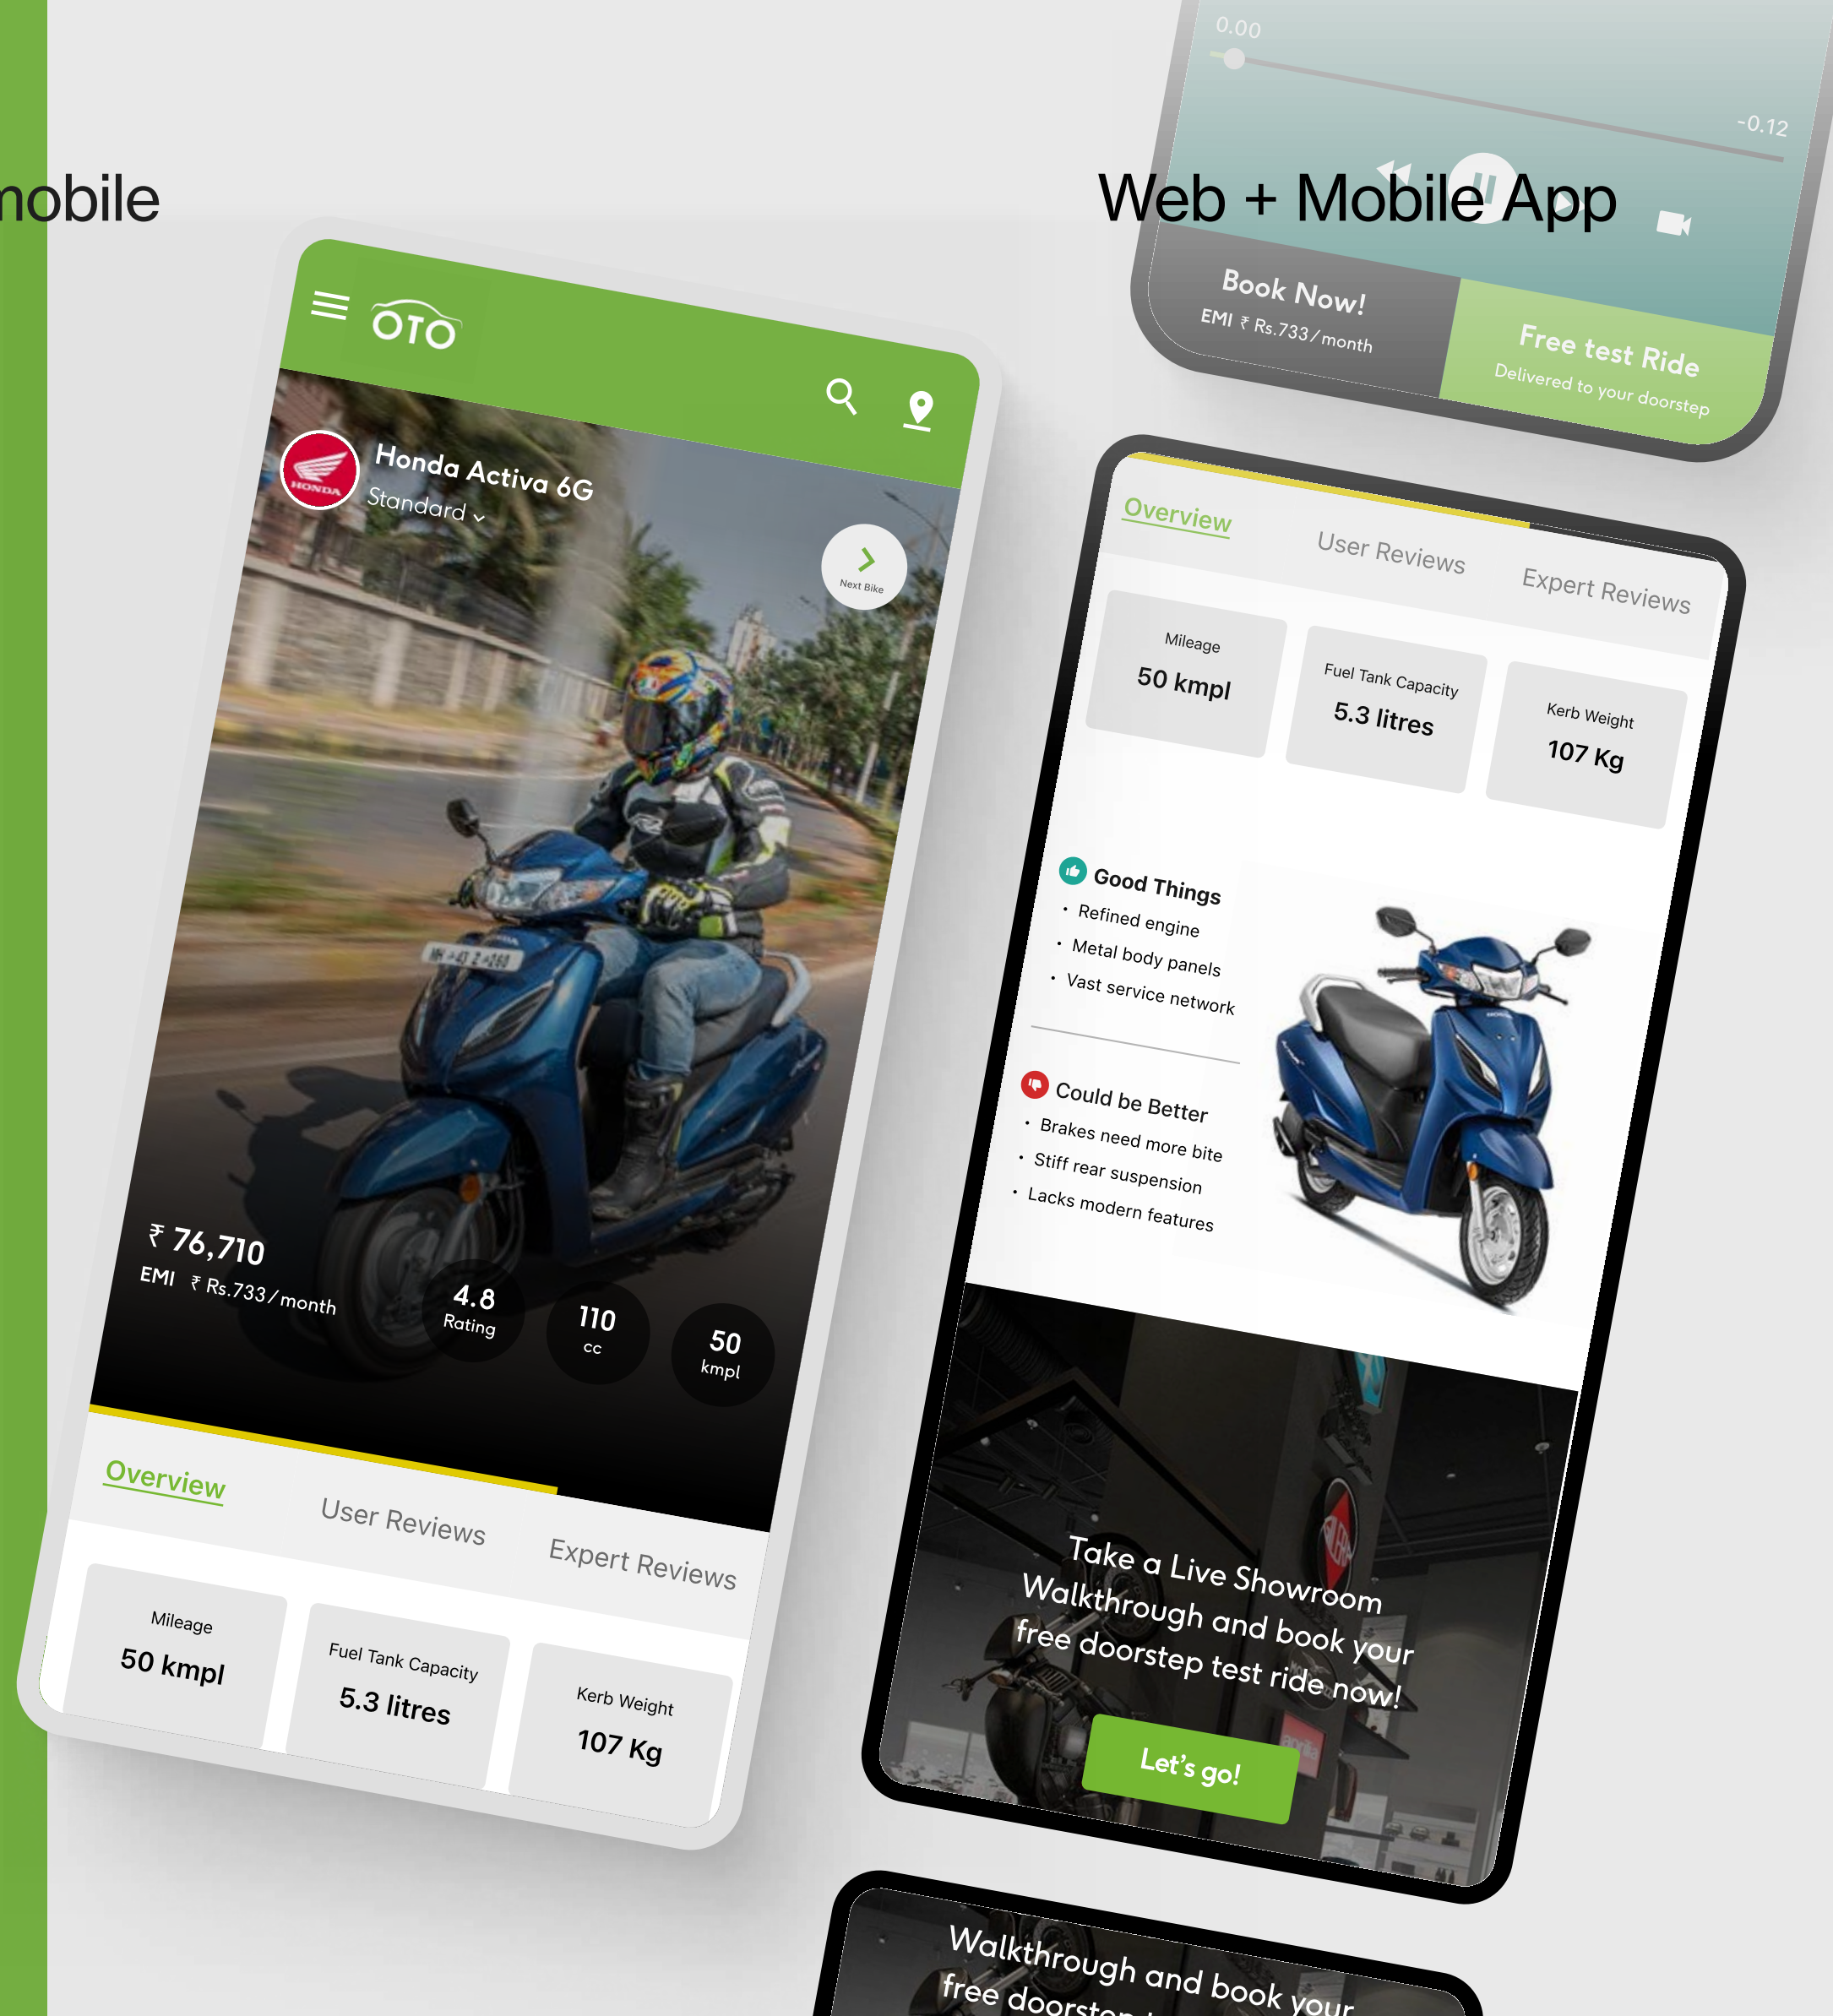 mobile
Web + Mobile App
0.00
-0.12
Book Now!
EMI ₹ Rs.733/month
Free test Ride
Delivered to your doorstep
OTO
HONDA
Honda Activa 6G
Standard
Next Bike
₹ 76,710
EMI ₹ Rs.733/month
4.8
Rating
110
cc
50
kmpl
Overview
User Reviews
Expert Reviews
Mileage
50 kmpl
Fuel Tank Capacity
5.3 litres
Kerb Weight
107 Kg
Overview
User Reviews
Expert Reviews
Mileage
50 kmpl
Fuel Tank Capacity
5.3 litres
Kerb Weight
107 Kg
Good Things
• Refined engine
• Metal body panels
• Vast service network
Could be Better
• Brakes need more bite
• Stiff rear suspension
• Lacks modern features
Take a Live Showroom
Walkthrough and book your
free doorstep test ride now!
aprilia
Let's go!
Walkthrough and book your
free doorstep